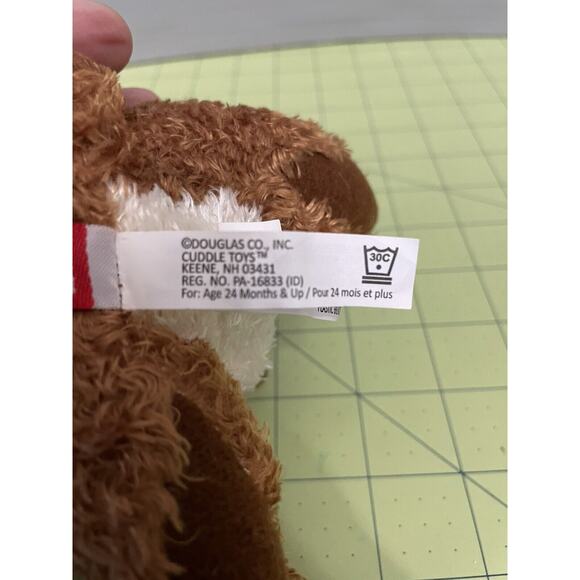 ©DOUGLAS CO., INC.
CUDDLE TOYS™
KEENE, NH 03431
REG. NO. PA-16833 (ID)
For: Age 24 Months & Up / Pour 24 mois et plus
30C